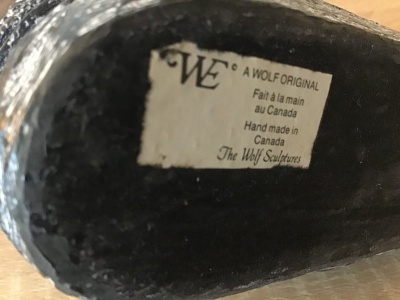 WE© A WOLF ORIGINAL
Fait à la main
au Canada
Hand made in
Canada
The Wolf Sculptures